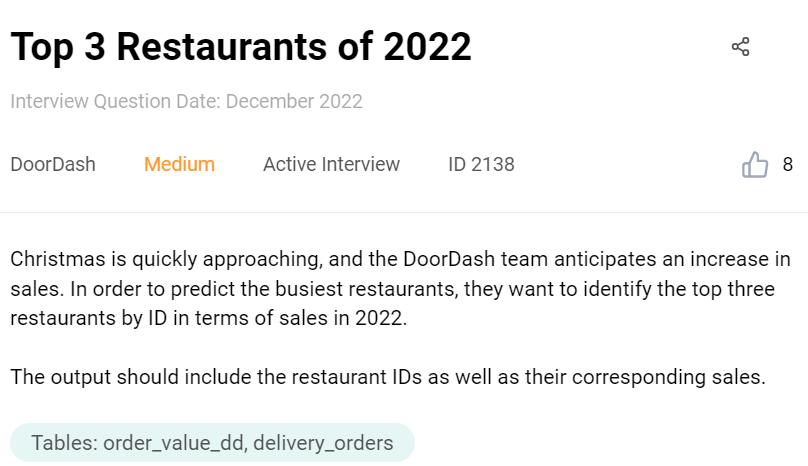 Top 3 Restaurants of 2022
Interview Question Date: December 2022
DoorDash Medium Active Interview ID 2138 8
Christmas is quickly approaching, and the DoorDash team anticipates an increase in
sales. In order to predict the busiest restaurants, they want to identify the top three
restaurants by ID in terms of sales in 2022.
The output should include the restaurant IDs as well as their corresponding sales.
Tables: order_value_dd, delivery_orders